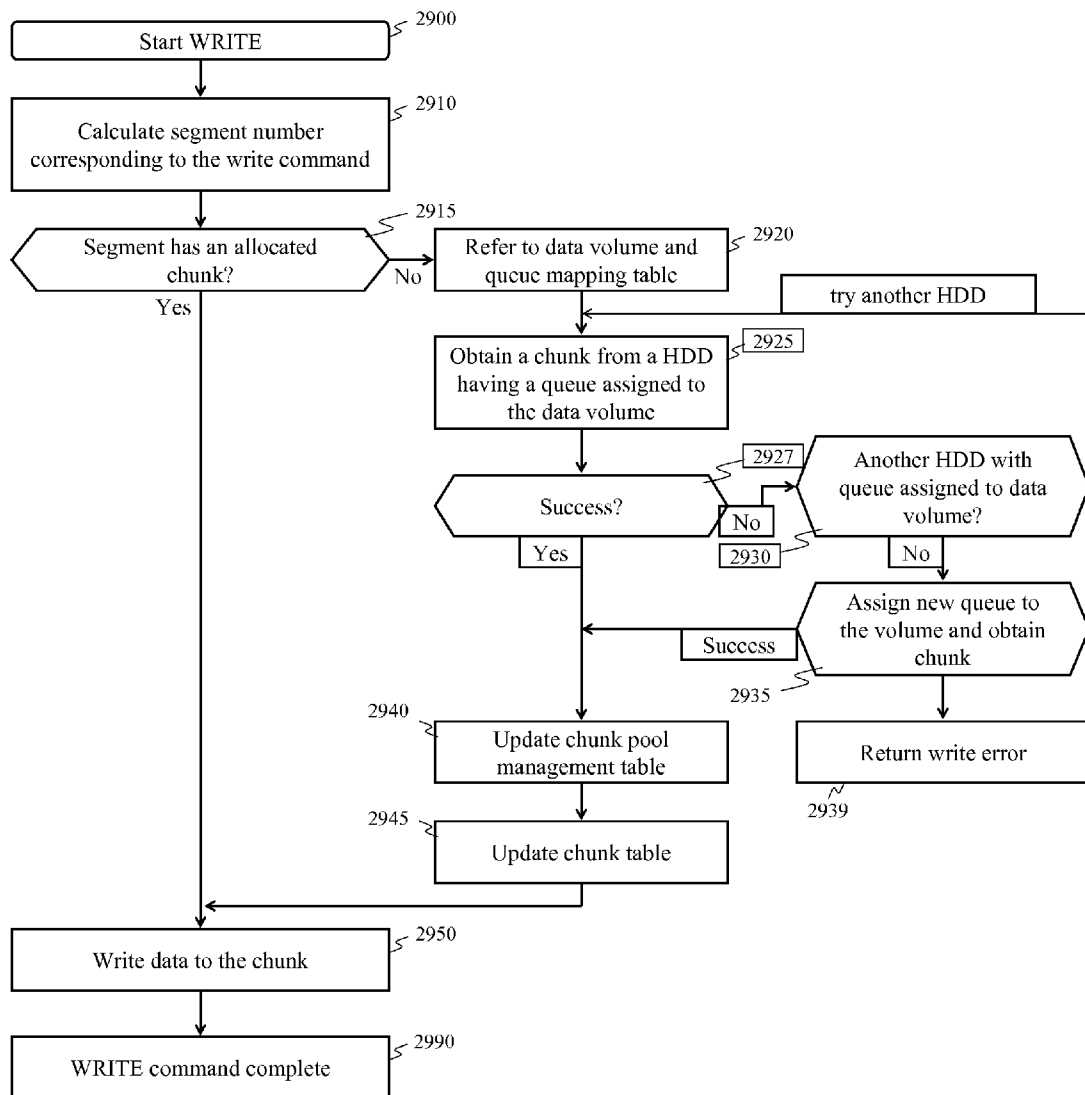 Start WRITE
2900
2910
Calculate segment number
corresponding to the write command
2915
Segment has an allocated
chunk?
No
Yes
Refer to data volume and
queue mapping table
2920
try another HDD
2925
Obtain a chunk from a HDD
having a queue assigned to
the data volume
2927
Success?
No
Yes
Another HDD with
queue assigned to data
volume?
2930
No
Assign new queue to
the volume and obtain
chunk
Success
2935
2940
Update chunk pool
management table
Return write error
2939
2945
Update chunk table
2950
Write data to the chunk
2990
WRITE command complete